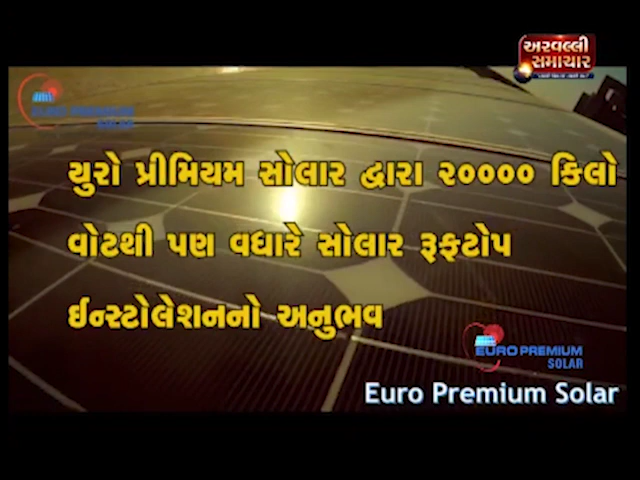 અરવલ્લી
સમાચાર
EURO PREMIUM
SOLAR
યુરો પ્રીમિયમ સોલાર દ્વારા ૨૦૦૦૦ કિલો
વોટથી પણ વધારે સોલાર રૂફટોપ
ઈન્સ્ટોલેશનનો અનુભવ
EURO PREMIUM
SOLAR
Euro Premium Solar